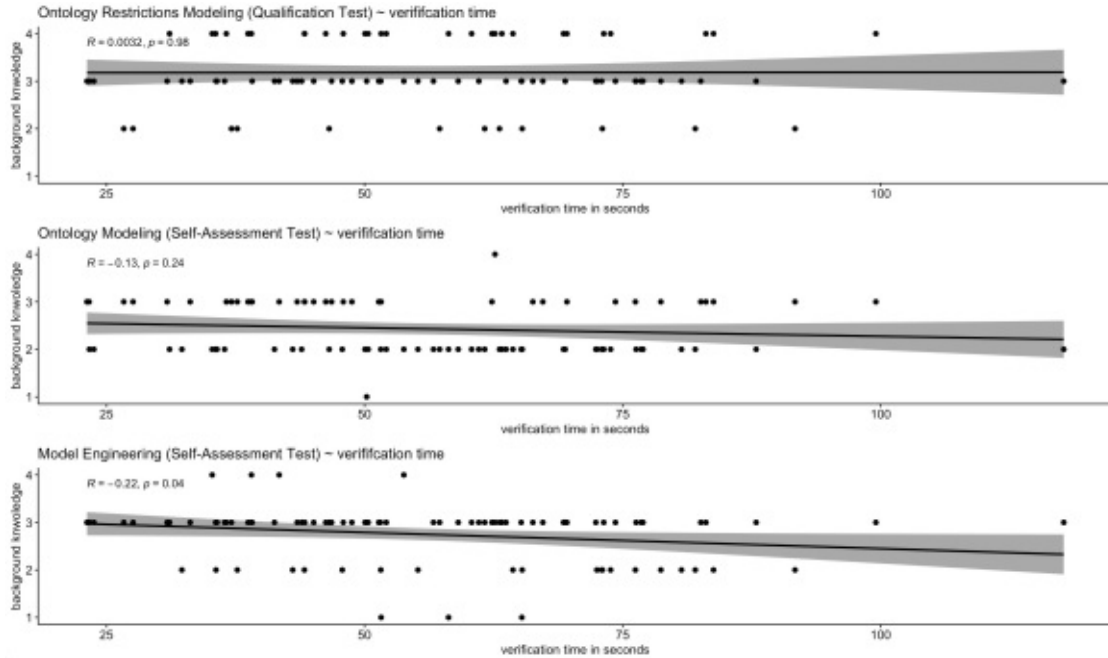 Ontology Restrictions Modeling (Qualification Test) ~ verififcation time
R = 0.0032, p = 0.98
background knwoledge
4
3
2
1
25 50 75 100
verification time in seconds
Ontology Modeling (Self-Assessment Test) ~ verififcation time
R = −0.13, p = 0.24
background knwoledge
4
3
2
1
25 50 75 100
verification time in seconds
Model Engineering (Self-Assessment Test) ~ verififcation time
R = −0.22, p = 0.04
background knwoledge
4
3
2
1
25 50 75 100
verification time in seconds